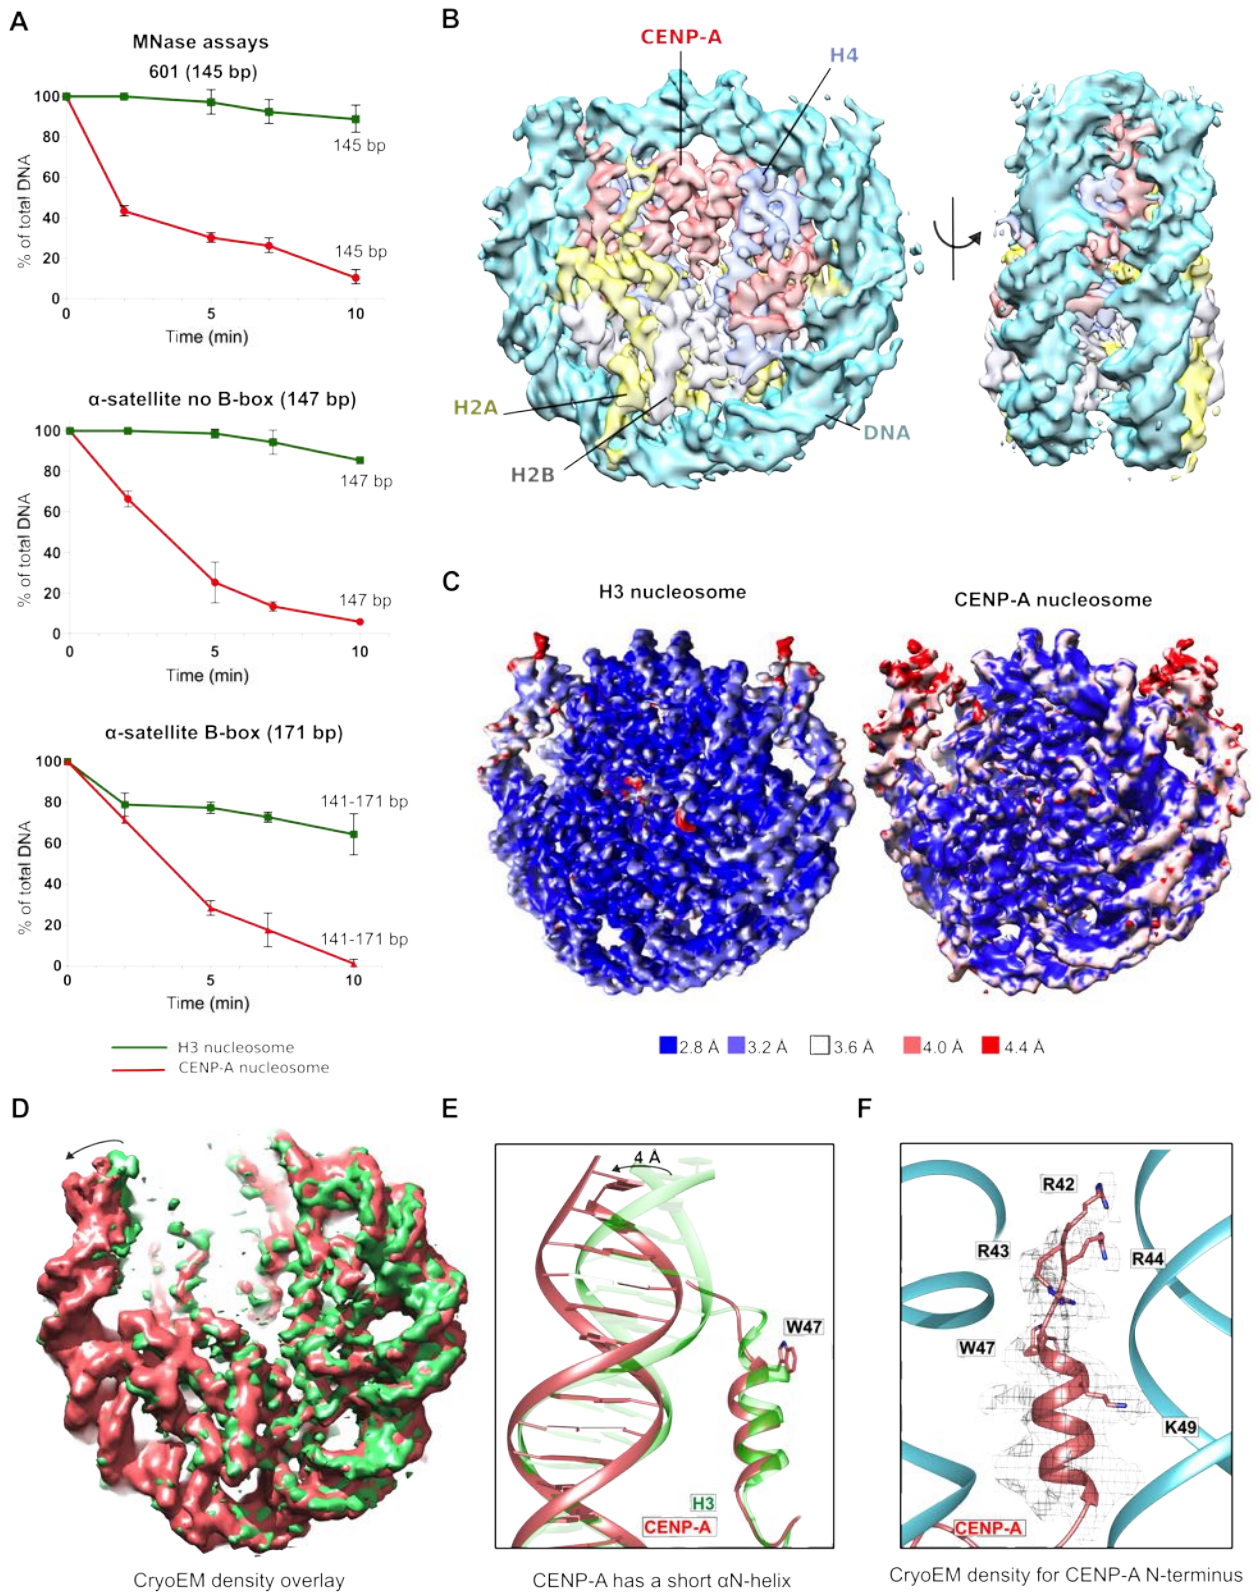 A
MNase assays
601 (145 bp)
100
80
60
40
20
0
% of total DNA
145 bp
145 bp
0
5
10
Time (min)
α-satellite no B-box (147 bp)
100
80
60
40
20
0
% of total DNA
147 bp
147 bp
0
5
10
Time (min)
α-satellite B-box (171 bp)
100
80
60
40
20
0
% of total DNA
141-171 bp
141-171 bp
0
5
10
Time (min)
H3 nucleosome
CENP-A nucleosome
B
CENP-A
H4
H2A
H2B
DNA
C
H3 nucleosome
CENP-A nucleosome
2.8 Å
3.2 Å
3.6 Å
4.0 Å
4.4 Å
D
CryoEM density overlay
E
4 Å
W47
H3
CENP-A
CENP-A has a short αN-helix
F
R42
R43
R44
W47
K49
CENP-A
CryoEM density for CENP-A N-terminus